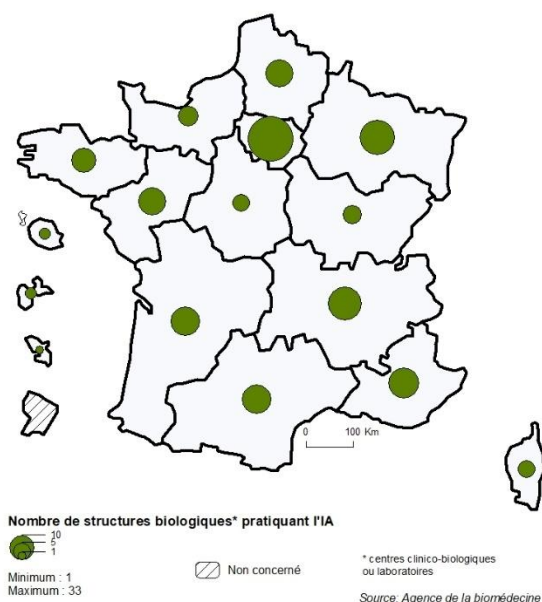 0 100 Km
Nombre de structures biologiques* pratiquant l'IA
10
5
1
Minimum : 1
Maximum : 33
Non concerné
* centres clinico-biologiques
ou laboratoires
Source: Agence de la biomédecine